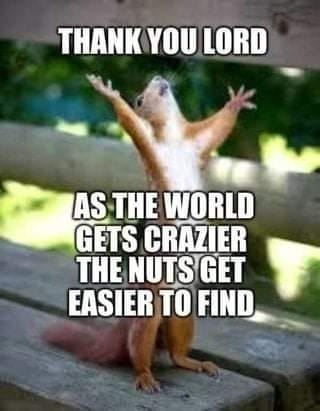 THANK YOU LORD
AS THE WORLD
GETS CRAZIER
THE NUTS GET
EASIER TO FIND